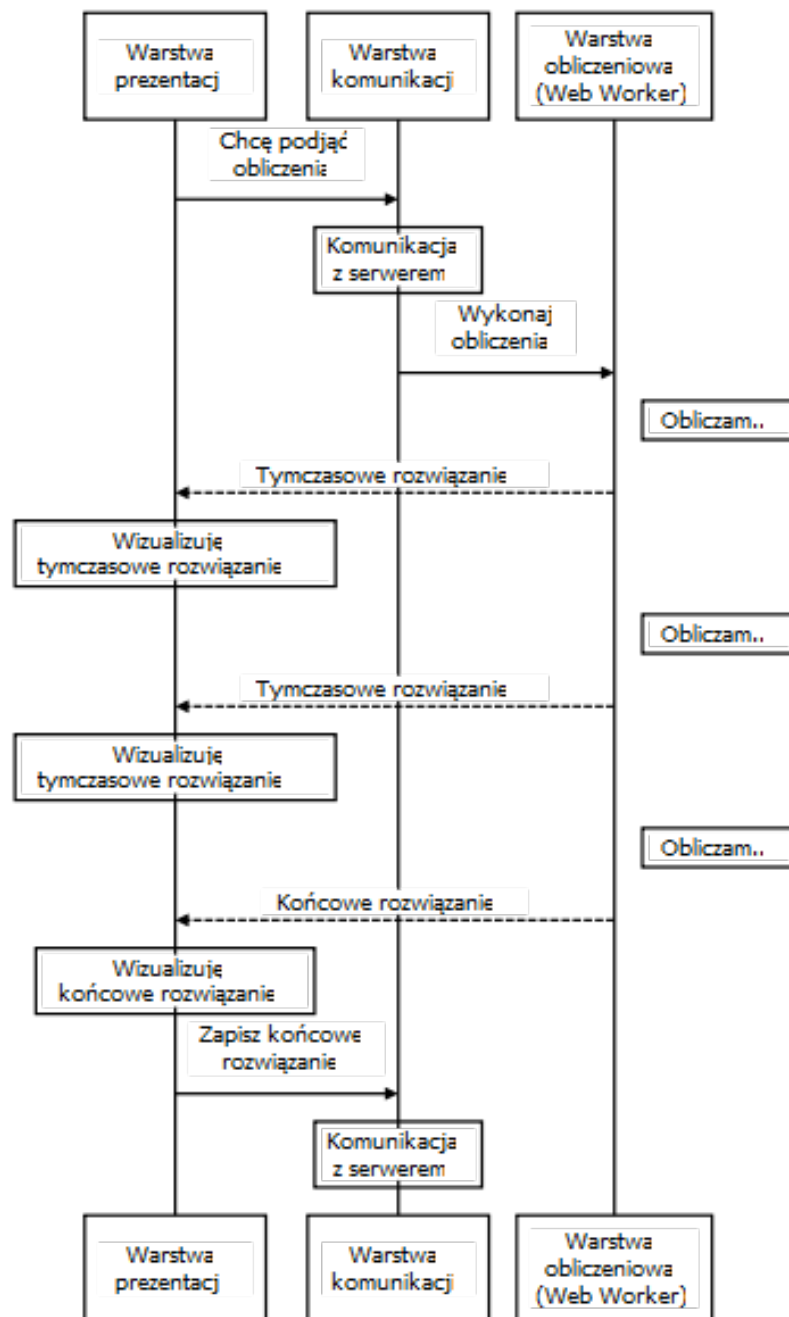 Warstwa
prezentacj
Warstwa
komunikacji
Warstwa
obliczeniowa
(Web Worker)
Chcę podjąć
obliczenia
Komunikacja
z serwerem
Wykonaj
obliczenia
Obliczam..
Tymczasowe rozwiązanie
Wizualizuję
tymczasowe rozwiązanie
Obliczam..
Tymczasowe rozwiązanie
Wizualizuję
tymczasowe rozwiązanie
Obliczam..
Końcowe rozwiązanie
Wizualizuję
końcowe rozwiązanie
Zapisz końcowe
rozwiązanie
Komunikacja
z serwerem
Warstwa
prezentacj
Warstwa
komunikacji
Warstwa
obliczeniowa
(Web Worker)